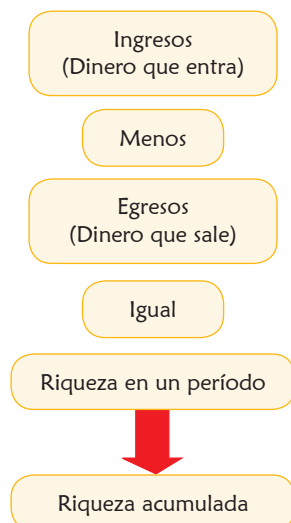 Ingresos
(Dinero que entra)
Menos
Egresos
(Dinero que sale)
Igual
Riqueza en un período
Riqueza acumulada